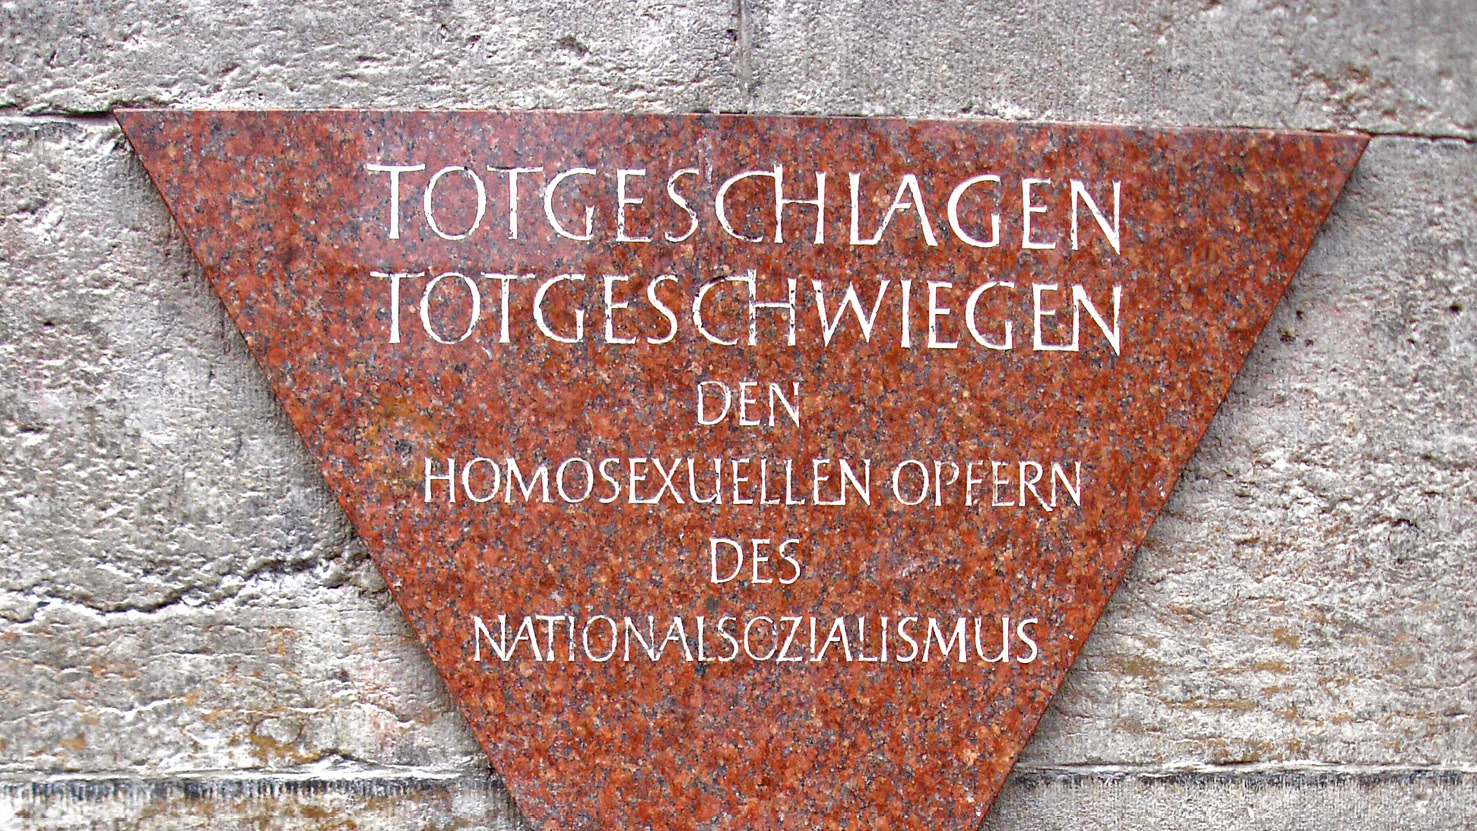 TOTGESCHLAGEN
TOTGESCHWIEGEN
DEN
HOMOSEXUELLEN OPFERN
DES
NATIONALSOZIALISMUS